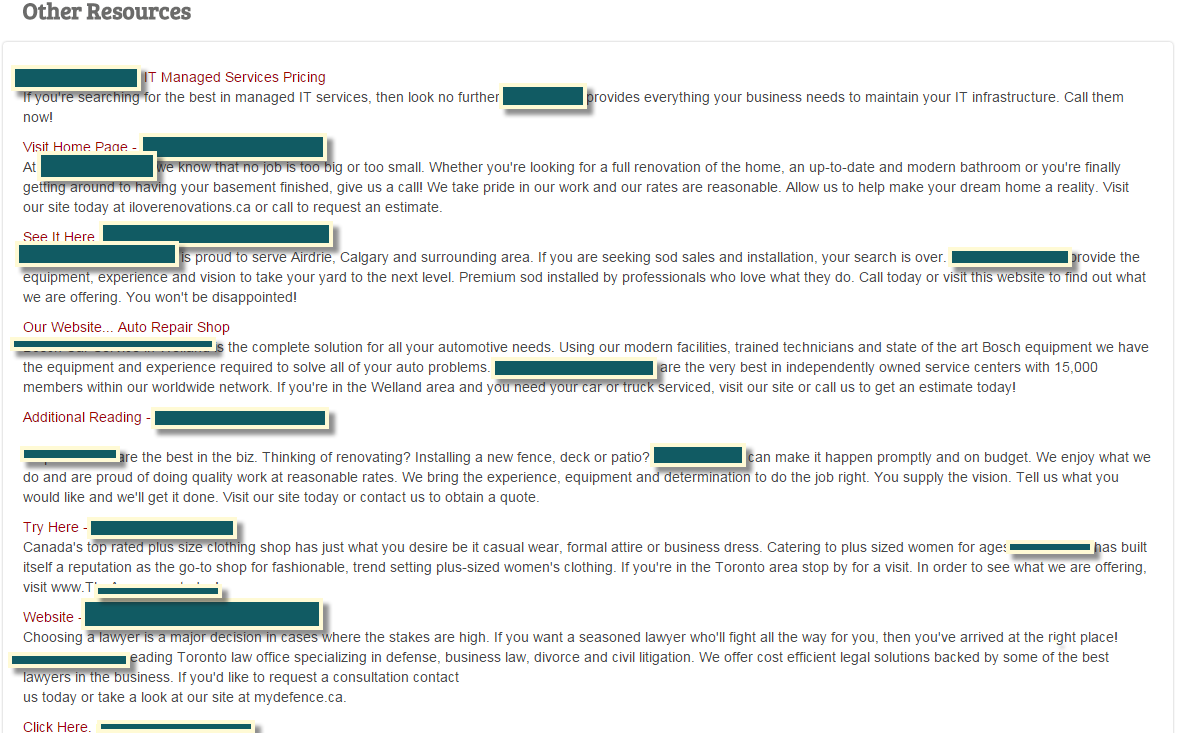 Other Resources
IT Managed Services Pricing
If you're searching for the best in managed IT services, then look no further provides everything your business needs to maintain your IT infrastructure. Call them
now!
Visit Home Page -
At we know that no job is too big or too small. Whether you're looking for a full renovation of the home, an up-to-date and modern bathroom or you're finally
getting around to having your basement finished, give us a call! We take pride in our work and our rates are reasonable. Allow us to help make your dream home a reality. Visit
our site today at iloverenovations.ca or call to request an estimate.
See It Here
is proud to serve Airdrie, Calgary and surrounding area. If you are seeking sod sales and installation, your search is over. provide the
equipment, experience and vision to take your yard to the next level. Premium sod installed by professionals who love what they do. Call today or visit this website to find out what
we are offering. You won't be disappointed!
Our Website... Auto Repair Shop
is the complete solution for all your automotive needs. Using our modern facilities, trained technicians and state of the art Bosch equipment we have
the equipment and experience required to solve all of your auto problems. are the very best in independently owned service centers with 15,000
members within our worldwide network. If you're in the Welland area and you need your car or truck serviced, visit our site or call us to get an estimate today!
Additional Reading -
are the best in the biz. Thinking of renovating? Installing a new fence, deck or patio? can make it happen promptly and on budget. We enjoy what we
do and are proud of doing quality work at reasonable rates. We bring the experience, equipment and determination to do the job right. You supply the vision. Tell us what you
would like and we'll get it done. Visit our site today or contact us to obtain a quote.
Try Here -
Canada's top rated plus size clothing shop has just what you desire be it casual wear, formal attire or business dress. Catering to plus sized women for ages has built
itself a reputation as the go-to shop for fashionable, trend setting plus-sized women's clothing. If you're in the Toronto area stop by for a visit. In order to see what we are offering,
visit
Website -
Choosing a lawyer is a major decision in cases where the stakes are high. If you want a seasoned lawyer who'll fight all the way for you, then you've arrived at the right place!
eading Toronto law office specializing in defense, business law, divorce and civil litigation. We offer cost efficient legal solutions backed by some of the best
lawyers in the business. If you'd like to request a consultation contact
us today or take a look at our site at mydefence.ca.
Click Here.